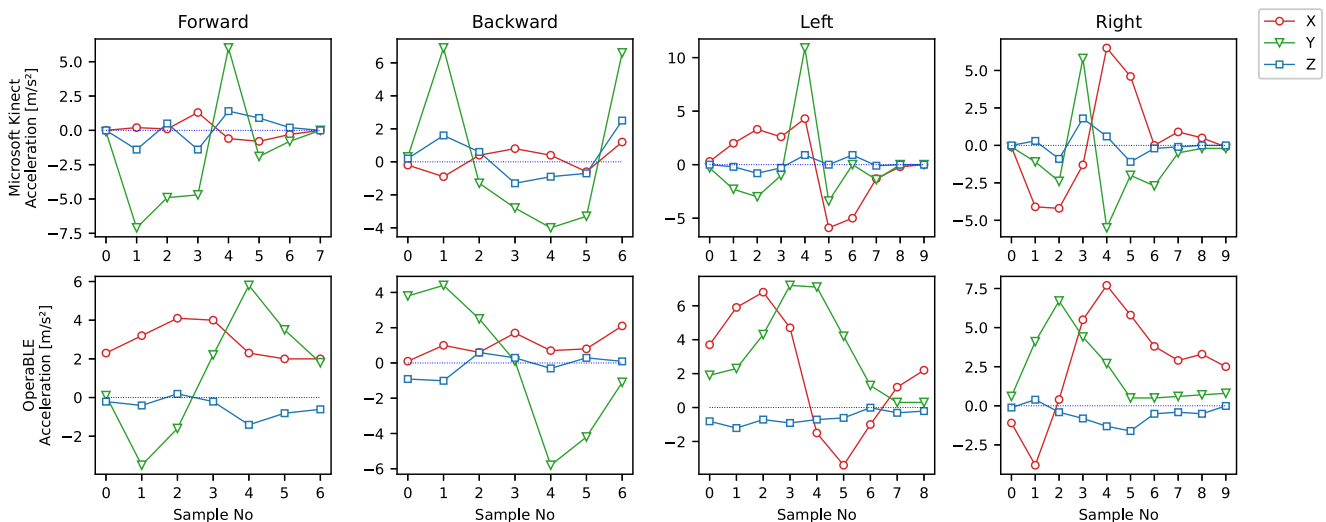 Forward
Backward
Left
Right
X
Y
Z
Microsoft Kinect
Acceleration [m/s²]
5.0
2.5
0.0
−2.5
−5.0
−7.5
0 1 2 3 4 5 6 7
6
4
2
0
−2
−4
0 1 2 3 4 5 6
10
5
0
−5
0 1 2 3 4 5 6 7 8 9
5.0
2.5
0.0
−2.5
−5.0
0 1 2 3 4 5 6 7 8 9
OperABLE
Acceleration [m/s²]
6
4
2
0
−2
0 1 2 3 4 5 6
Sample No
4
2
0
−2
−4
−6
0 1 2 3 4 5 6
Sample No
6
4
2
0
−2
0 1 2 3 4 5 6 7 8
Sample No
7.5
5.0
2.5
0.0
−2.5
0 1 2 3 4 5 6 7 8 9
Sample No